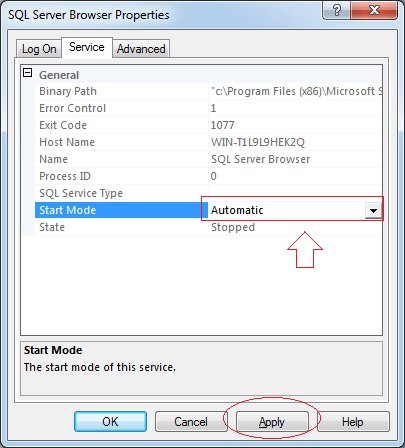 SQL Server Browser Properties
Log On Service Advanced
General
Binary Path "c:\Program Files (x86)\Microsoft S
Error Control 1
Exit Code 1077
Host Name WIN-T1L9L9HEK2Q
Name SQL Server Browser
Process ID 0
SQL Service Type
Start Mode Automatic
State Stopped
Start Mode
The start mode of this service.
OK Cancel Apply Help